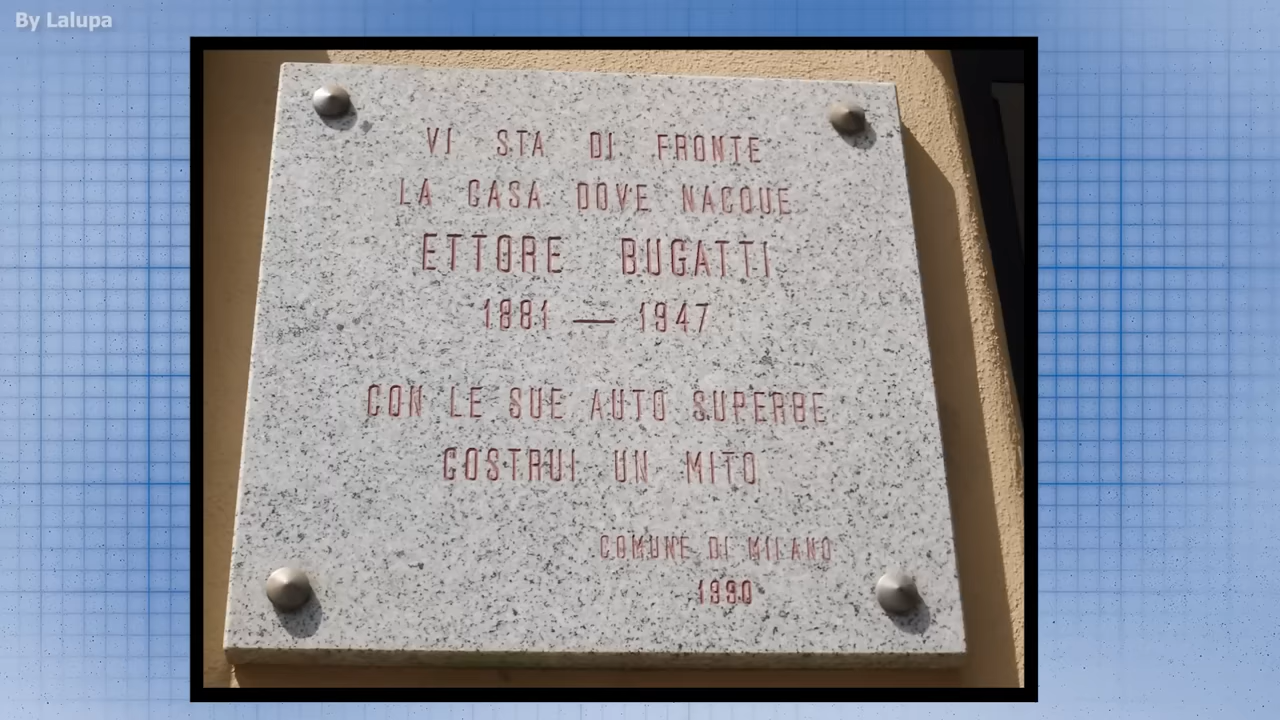 By Lalupa
VI STA DI FRONTE
LA CASA DOVE NACQUE
ETTORE BUGATTI
1881 — 1947
CON LE SUE AUTO SUPERBE
COSTRUI UN MITO
COMUNE DI MILANO
1990